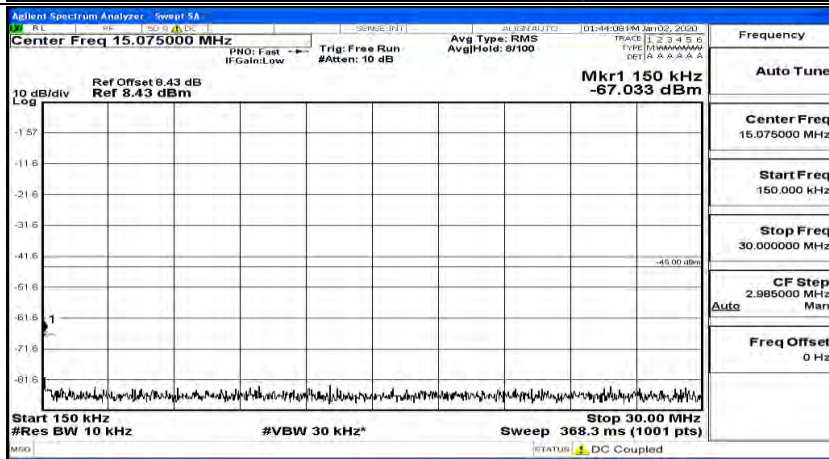 Agilent Spectrum Analyzer - Swept SA
RL RF 50 Ω DC SENSE:INT ALIGN AUTO 01:44:08 PM Jan 02, 2020
Center Freq 15.075000 MHz
PNO: Fast
IFGain:Low
Trig: Free Run
#Atten: 10 dB
Avg Type: RMS
Avg|Hold: 8/100
TRACE 1 2 3 4 5 6
TYPE MWWWWW
DET A A A A A A
Frequency
Ref Offset 8.43 dB
10 dB/div Ref 8.43 dBm
Log
Mkr1 150 kHz
-67.033 dBm
-1.57
-11.6
-21.6
-31.6
-41.6
-51.6
-61.6
-71.6
-81.6
-45.00 dBm
1
Start 150 kHz
Stop 30.00 MHz
#Res BW 10 kHz
#VBW 30 kHz*
Sweep 368.3 ms (1001 pts)
MSG
STATUS DC Coupled
Auto Tune
Center Freq
15.075000 MHz
Start Freq
150.000 kHz
Stop Freq
30.000000 MHz
CF Step
2.985000 MHz
Auto Man
Freq Offset
0 Hz